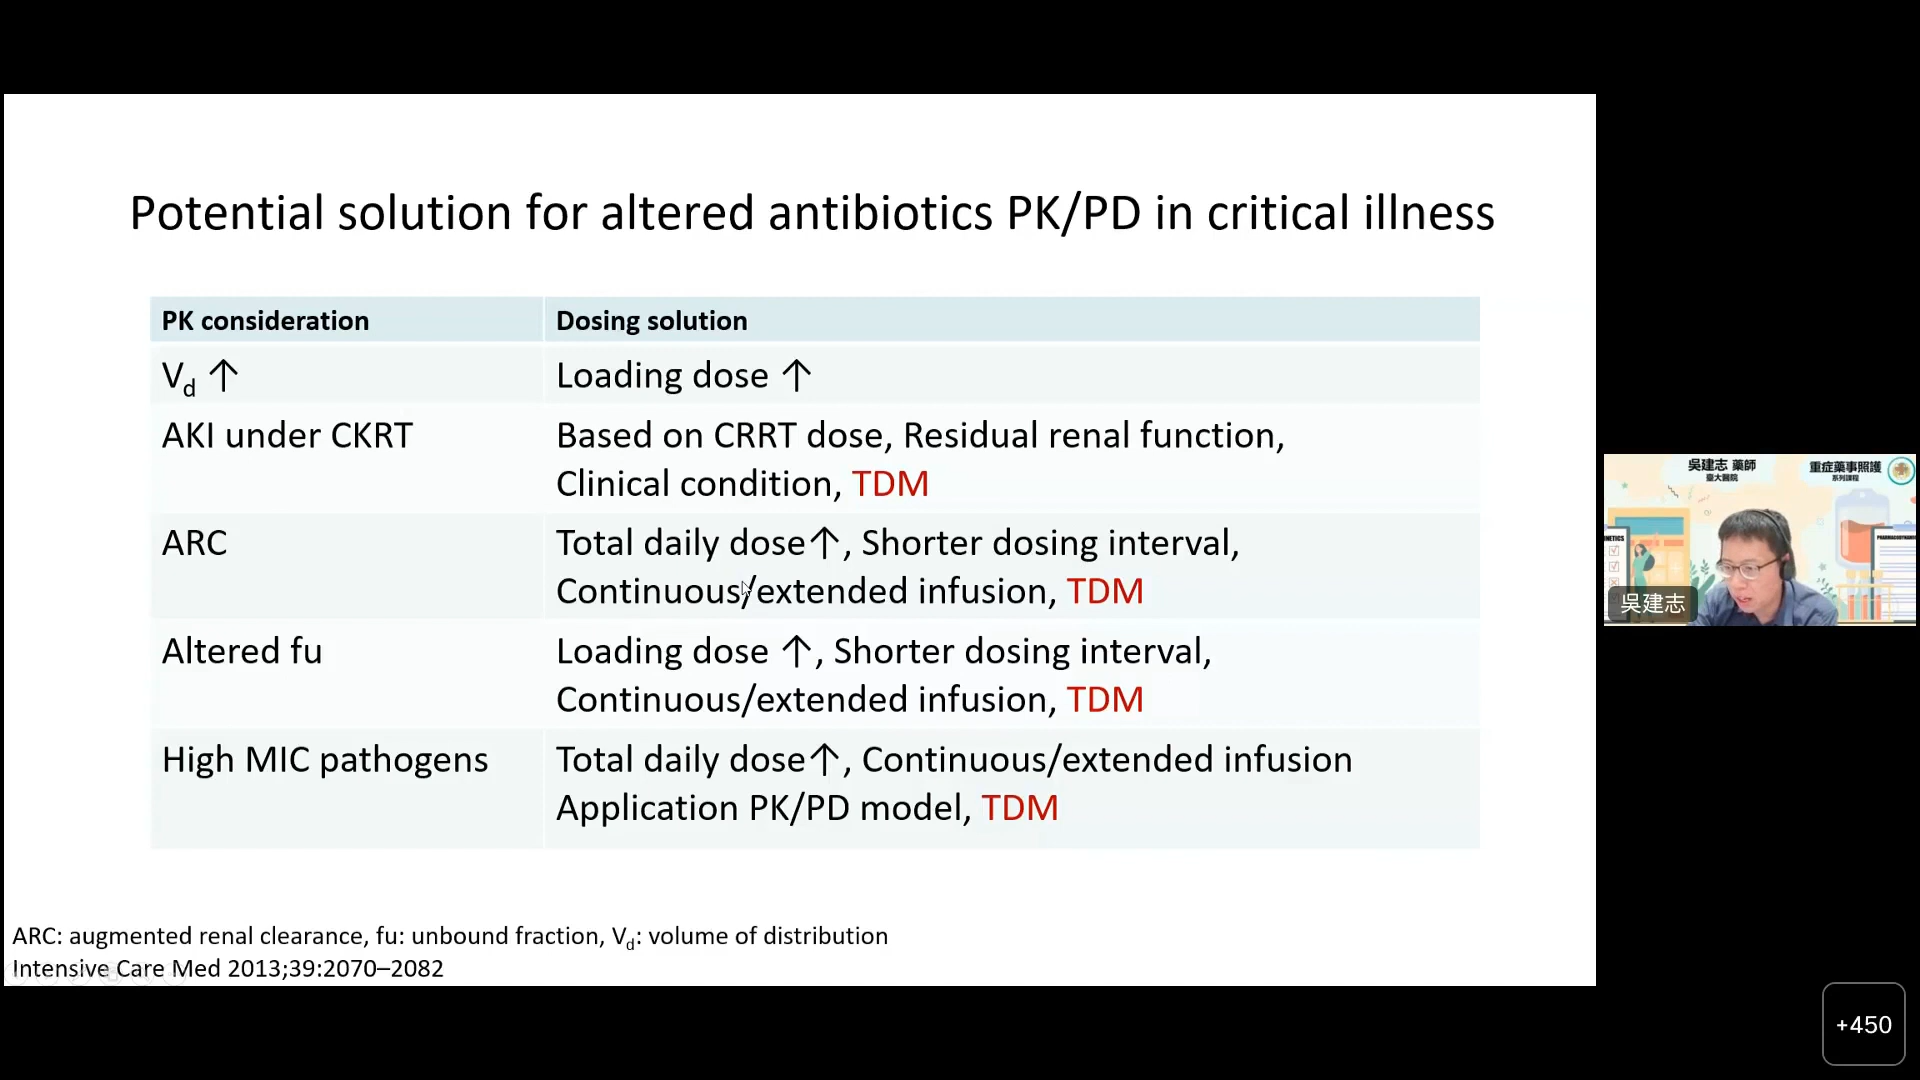 Potential solution for altered antibiotics PK/PD in critical illness
PK consideration
Dosing solution
Vd ↑
Loading dose ↑
AKI under CKRT
Based on CRRT dose, Residual renal function,
Clinical condition, TDM
ARC
Total daily dose↑, Shorter dosing interval,
Continuous/extended infusion, TDM
Altered fu
Loading dose ↑, Shorter dosing interval,
Continuous/extended infusion, TDM
High MIC pathogens
Total daily dose↑, Continuous/extended infusion
Application PK/PD model, TDM
ARC: augmented renal clearance, fu: unbound fraction, Vd: volume of distribution
Intensive Care Med 2013;39:2070–2082
吳建志 藥師
臺大醫院
重症藥事照護
系列課程
吳建志
+450